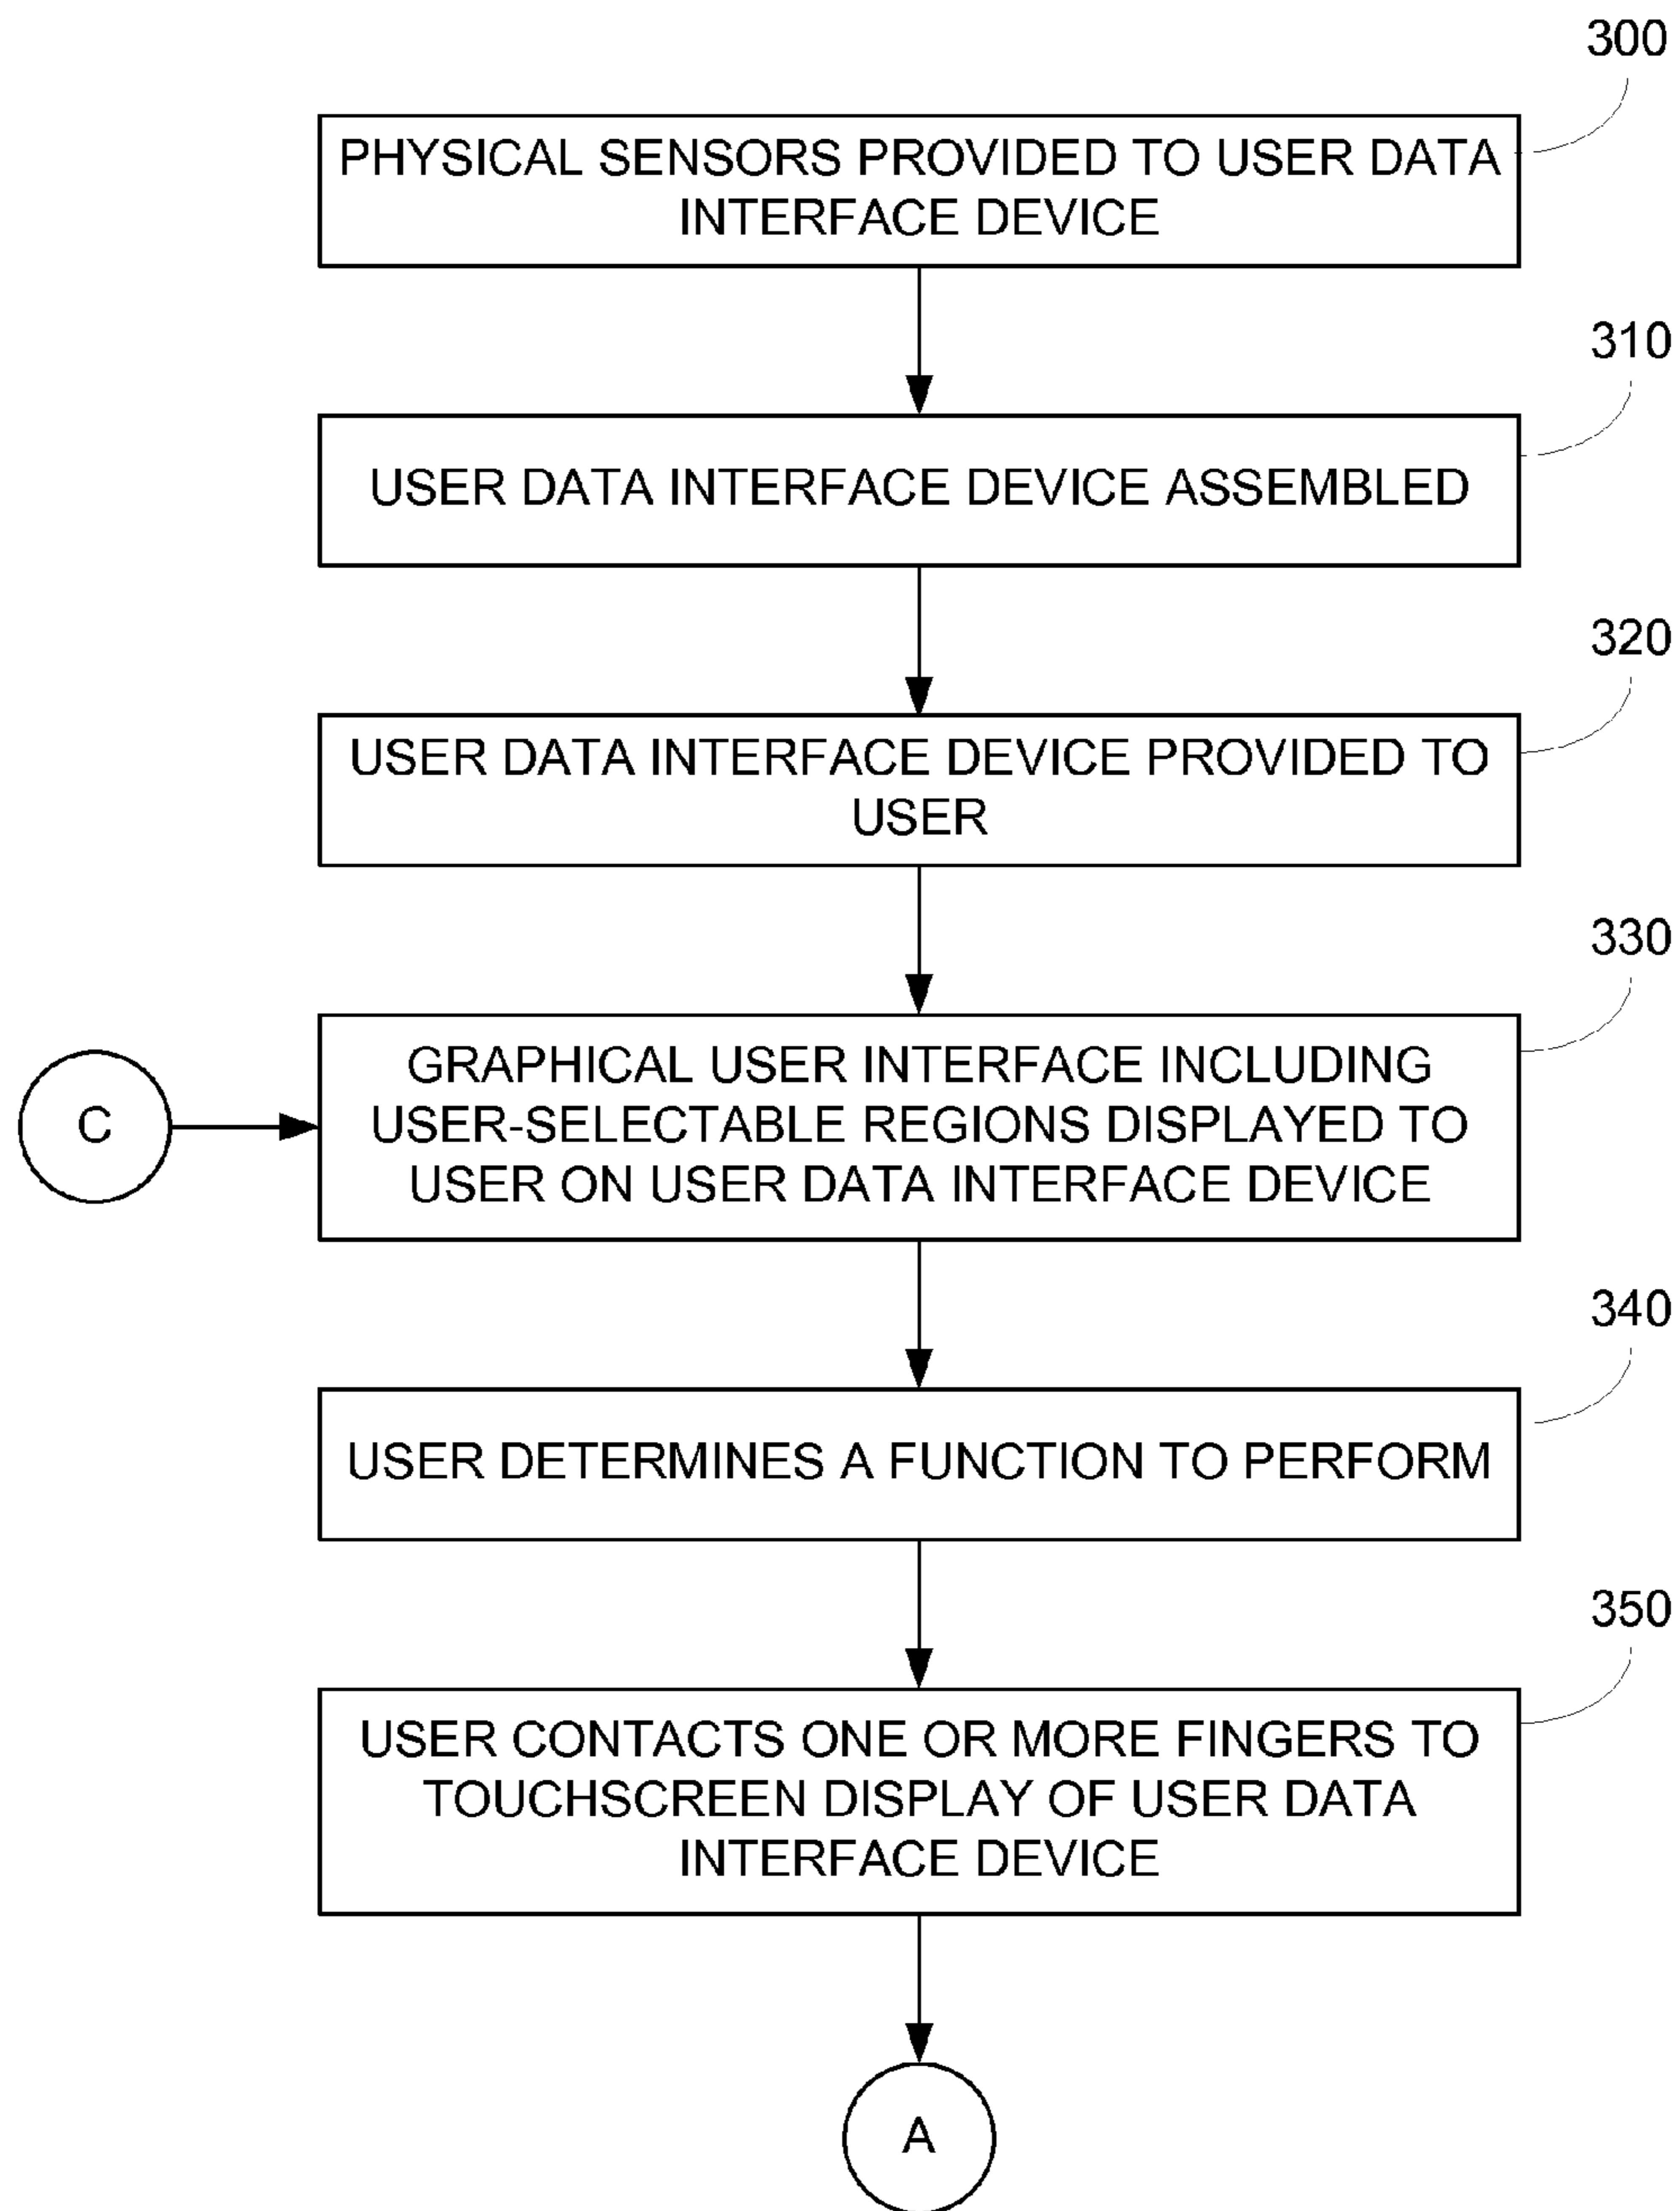 300
PHYSICAL SENSORS PROVIDED TO USER DATA
INTERFACE DEVICE
310
USER DATA INTERFACE DEVICE ASSEMBLED
320
USER DATA INTERFACE DEVICE PROVIDED TO
USER
330
GRAPHICAL USER INTERFACE INCLUDING
USER-SELECTABLE REGIONS DISPLAYED TO
USER ON USER DATA INTERFACE DEVICE
C
340
USER DETERMINES A FUNCTION TO PERFORM
350
USER CONTACTS ONE OR MORE FINGERS TO
TOUCHSCREEN DISPLAY OF USER DATA
INTERFACE DEVICE
A